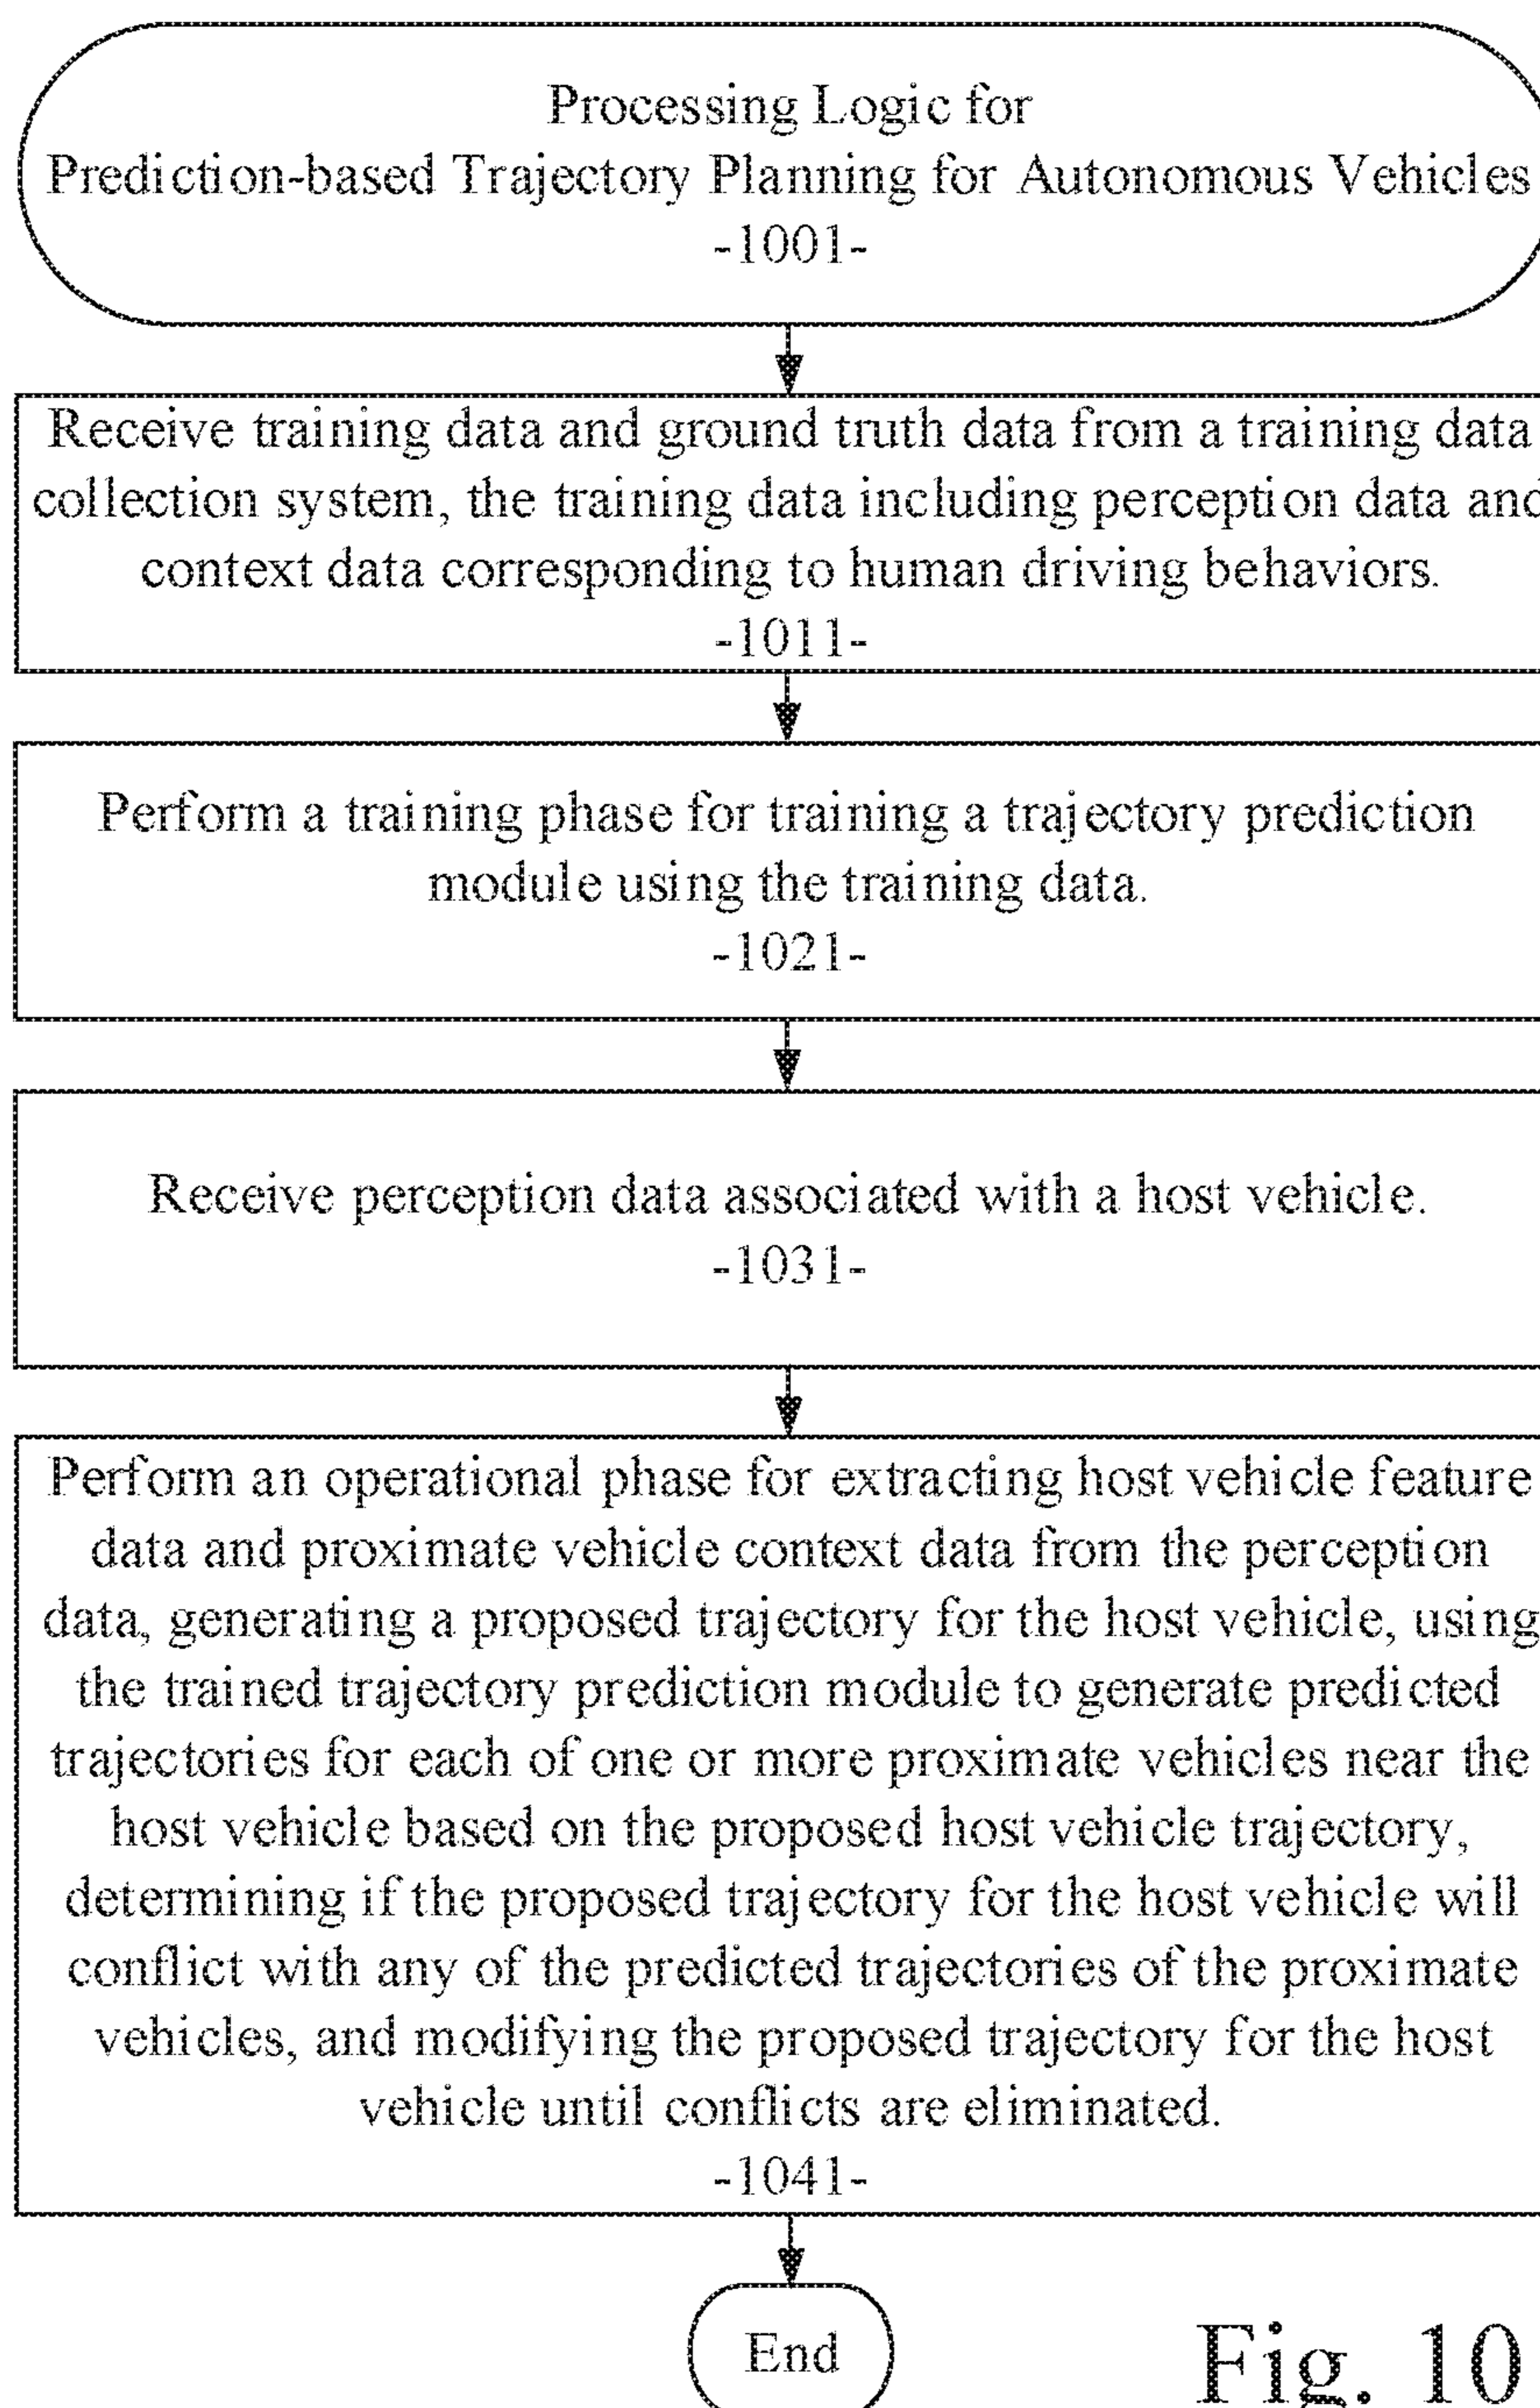 Processing Logic for
Prediction-based Trajectory Planning for Autonomous Vehicles
-1001-
Receive training data and ground truth data from a training data
collection system, the training data including perception data and
context data corresponding to human driving behaviors.
-1011-
Perform a training phase for training a trajectory prediction
module using the training data.
-1021-
Receive perception data associated with a host vehicle.
-1031-
Perform an operational phase for extracting host vehicle feature
data and proximate vehicle context data from the perception
data, generating a proposed trajectory for the host vehicle, using
the trained trajectory prediction module to generate predicted
trajectories for each of one or more proximate vehicles near the
host vehicle based on the proposed host vehicle trajectory,
determining if the proposed trajectory for the host vehicle will
conflict with any of the predicted trajectories of the proximate
vehicles, and modifying the proposed trajectory for the host
vehicle until conflicts are eliminated.
-1041-
End
Fig. 10